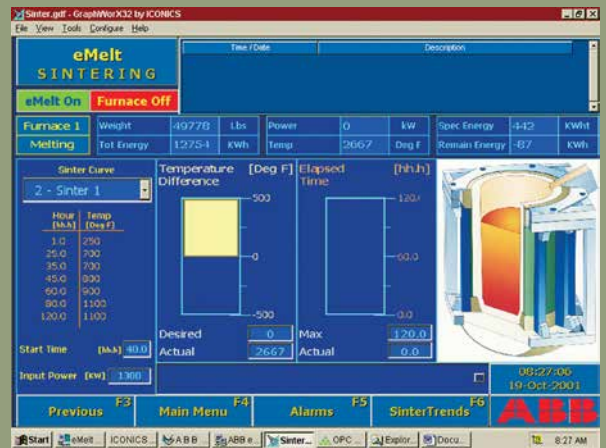 Sinter.gdf - GraphWorX32 by ICONICS
File View Tools Configure Help
eMelt
SINTERING
Time / Date Description
eMelt On Furnace Off
Furnace 1 Weight 49778 Lbs Power 0 kW Spec Energy 442 KWht
Melting Tot Energy 12754 KWh Temp 2667 Deg F Remain Energy -87 KWh
Sinter Curve
2 - Sinter 1
Hour Temp
[hh.h] [Deg F]
1.0 250
25.0 700
35.0 700
45.0 800
60.0 900
80.0 1100
120.0 1100
Start Time [hh.h] 40.0
Input Power [KW] 1300
Temperature [Deg F]
Difference
500
0
-500
Desired 0
Actual 2667
Elapsed [hh.h]
Time
120.0
60.0
0.0
Max 120.0
Actual 0.0
08:27:06
19-Oct-2001
F3 F4 F5 F6
Previous Main Menu Alarms SinterTrends ABB
Start eMelt ICONICS... ABB ABB e... Sinter... OPC ... Explor... Docu... 8:27 AM